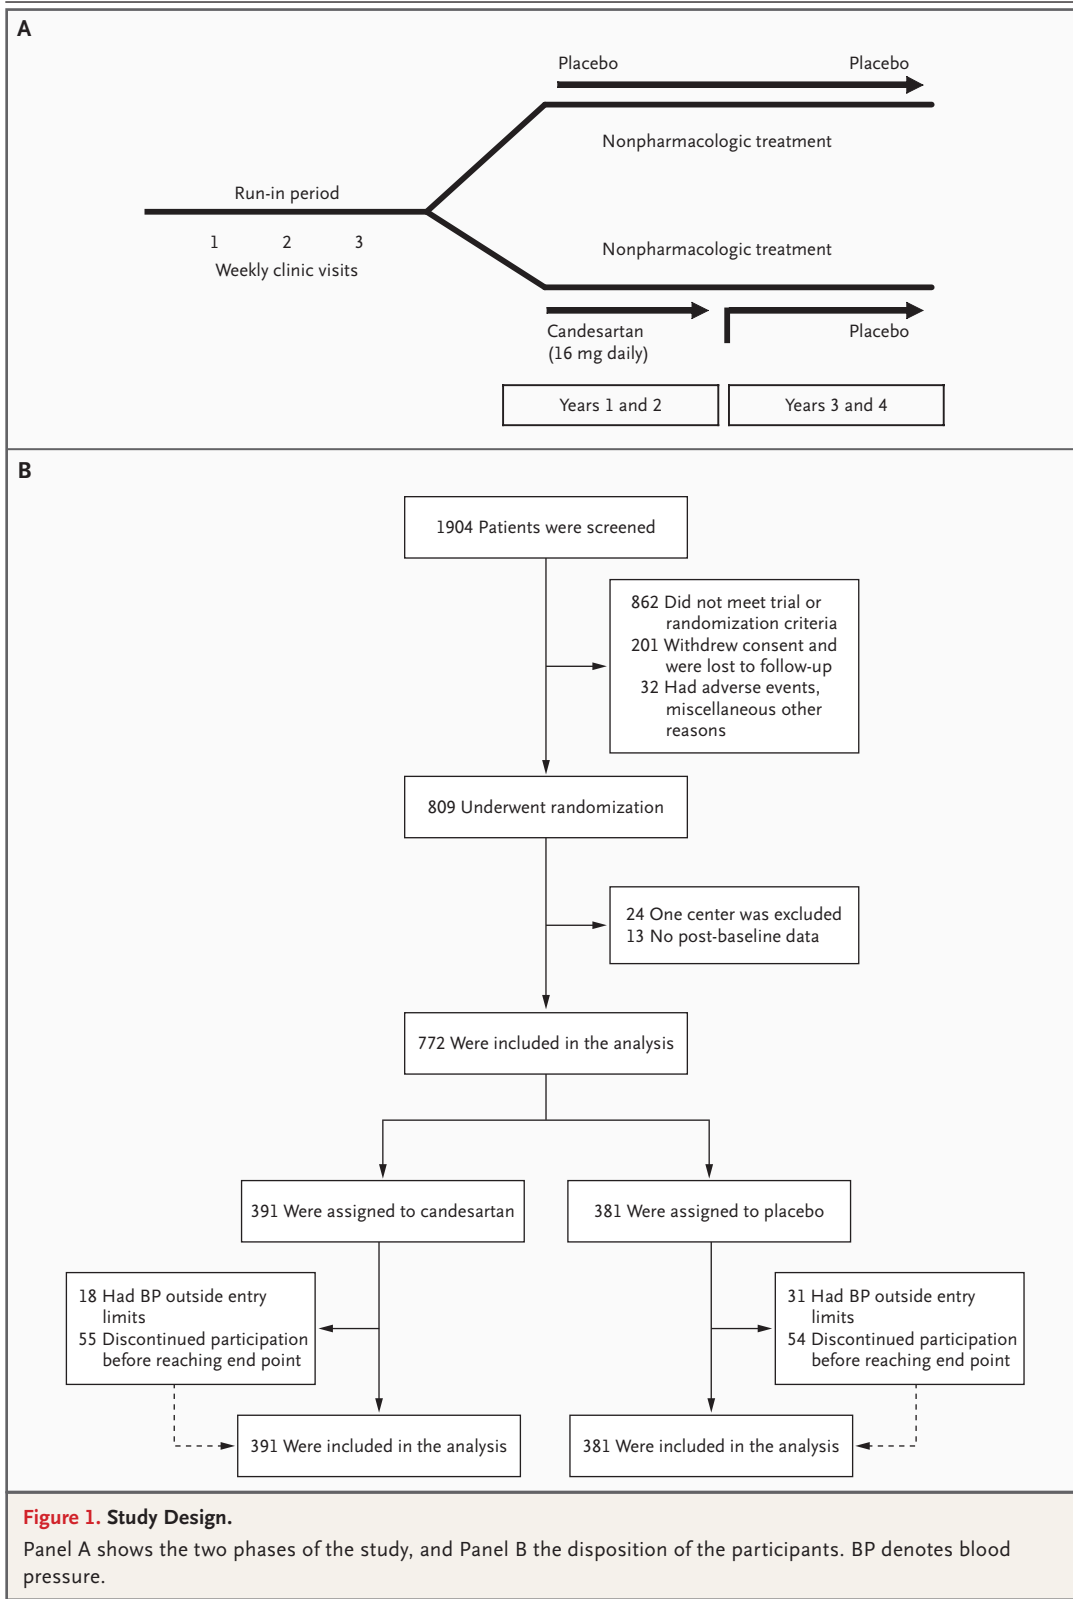 A
Placebo Placebo
Nonpharmacologic treatment
Run-in period
1 2 3
Weekly clinic visits
Nonpharmacologic treatment
Candesartan
(16 mg daily)
Placebo
Years 1 and 2 Years 3 and 4
B
1904 Patients were screened
862 Did not meet trial or
randomization criteria
201 Withdrew consent and
were lost to follow-up
32 Had adverse events,
miscellaneous other
reasons
809 Underwent randomization
24 One center was excluded
13 No post-baseline data
772 Were included in the analysis
391 Were assigned to candesartan
381 Were assigned to placebo
18 Had BP outside entry
limits
55 Discontinued participation
before reaching end point
31 Had BP outside entry
limits
54 Discontinued participation
before reaching end point
391 Were included in the analysis
381 Were included in the analysis
Figure 1. Study Design.
Panel A shows the two phases of the study, and Panel B the disposition of the participants. BP denotes blood
pressure.